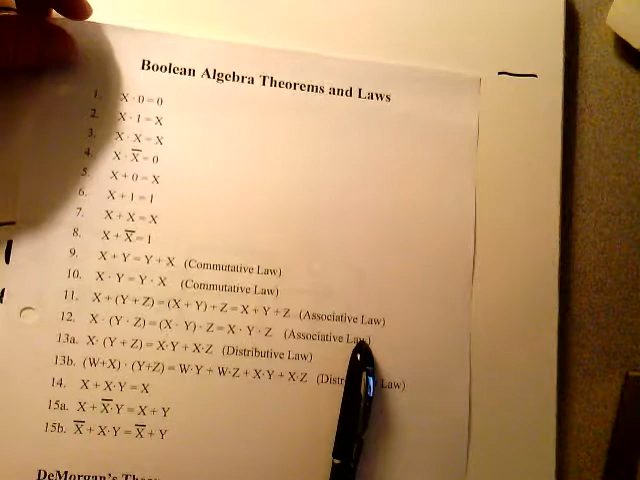 Boolean Algebra Theorems and Laws
1. X · 0 = 0
2. X · 1 = X
3. X · X = X
4. X · X̅ = 0
5. X + 0 = X
6. X + 1 = 1
7. X + X = X
8. X + X̅ = 1
9. X + Y = Y + X (Commutative Law)
10. X · Y = Y · X (Commutative Law)
11. X + (Y + Z) = (X + Y) + Z = X + Y + Z (Associative Law)
12. X · (Y · Z) = (X · Y) · Z = X · Y · Z (Associative Law)
13a. X · (Y + Z) = X·Y + X·Z (Distributive Law)
13b. (W+X) · (Y+Z) = W·Y + W·Z + X·Y + X·Z Law)
14. X + X·Y = X
15a. X + X̅·Y = X + Y
15b. X̅ + X·Y = X̅ + Y
DeMorgan's